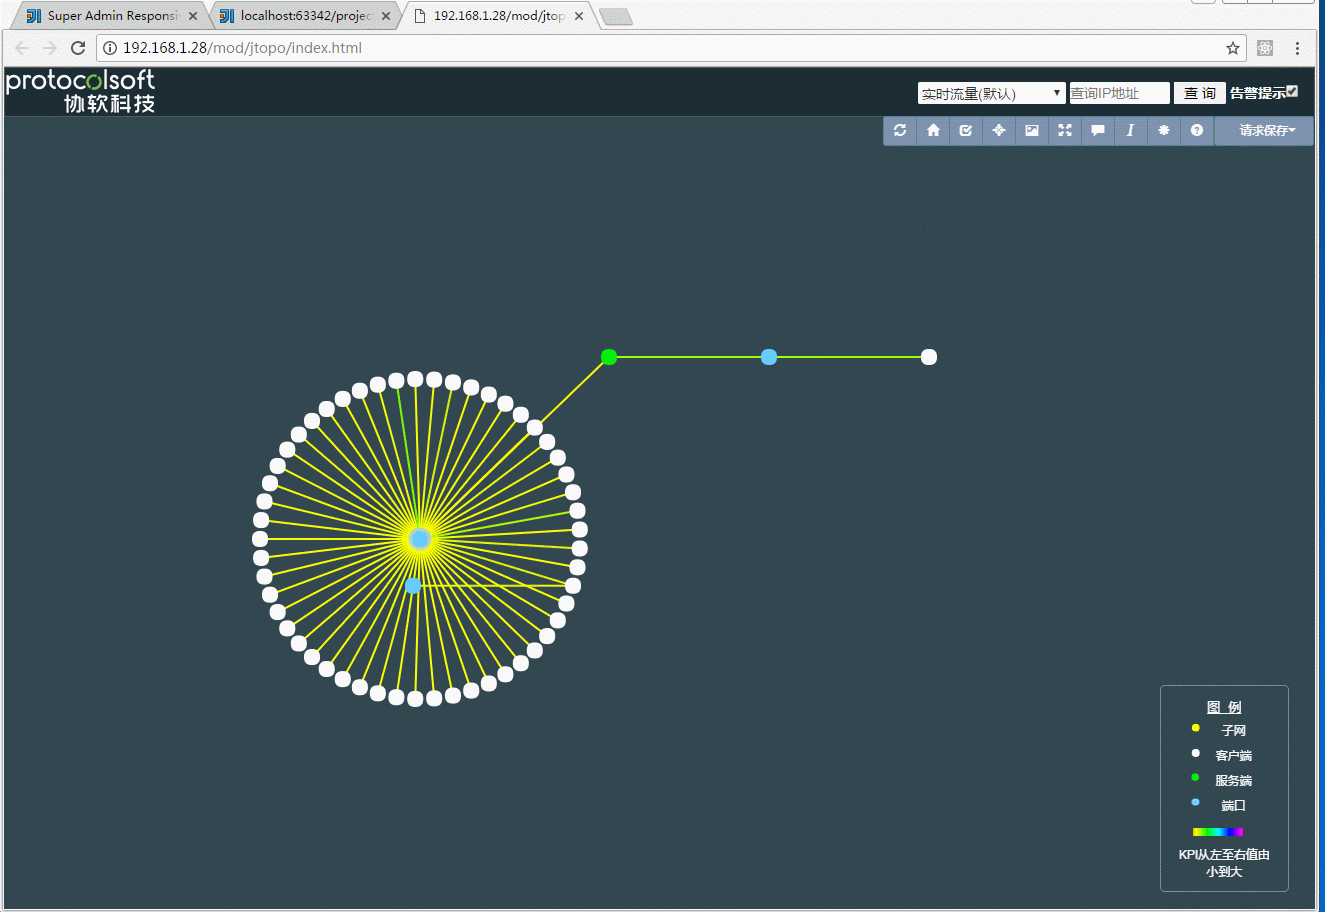 Super Admin Responsi
localhost:63342/projec
192.168.1.28/mod/jtop
192.168.1.28/mod/jtopo/index.html
protocolsoft
协软科技
实时流量(默认)
查询IP地址
查 询
告警提示
请求保存
图 例
子网
客户端
服务端
端口
KPI从左至右值由
小到大